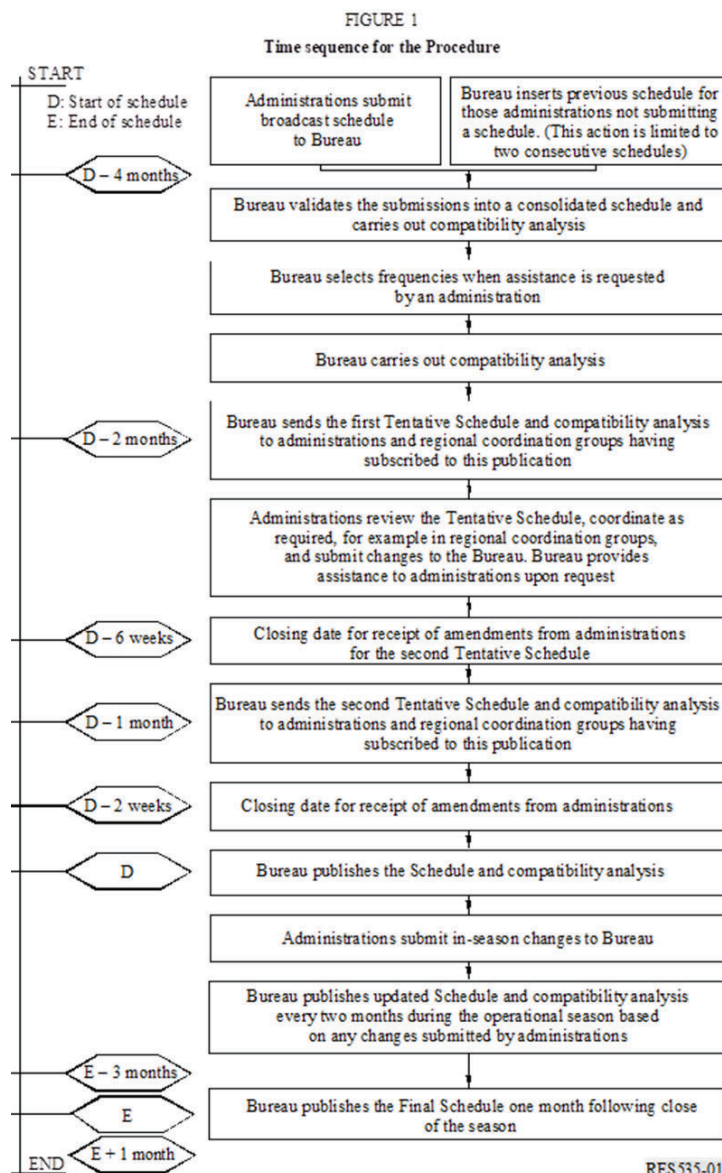 FIGURE 1
Time sequence for the Procedure
START
D: Start of schedule
E: End of schedule
Administrations submit
broadcast schedule
to Bureau
Bureau inserts previous schedule for
those administrations not submitting
a schedule. (This action is limited to
two consecutive schedules)
D – 4 months
Bureau validates the submissions into a consolidated schedule and
carries out compatibility analysis
Bureau selects frequencies when assistance is requested
by an administration
Bureau carries out compatibility analysis
D – 2 months
Bureau sends the first Tentative Schedule and compatibility analysis
to administrations and regional coordination groups having
subscribed to this publication
Administrations review the Tentative Schedule, coordinate as
required, for example in regional coordination groups,
and submit changes to the Bureau. Bureau provides
assistance to administrations upon request
D – 6 weeks
Closing date for receipt of amendments from administrations
for the second Tentative Schedule
D – 1 month
Bureau sends the second Tentative Schedule and compatibility analysis
to administrations and regional coordination groups having
subscribed to this publication
D – 2 weeks
Closing date for receipt of amendments from administrations
D
Bureau publishes the Schedule and compatibility analysis
Administrations submit in-season changes to Bureau
Bureau publishes updated Schedule and compatibility analysis
every two months during the operational season based
on any changes submitted by administrations
E – 3 months
E
Bureau publishes the Final Schedule one month following close
of the season
END
E + 1 month
RES535-01